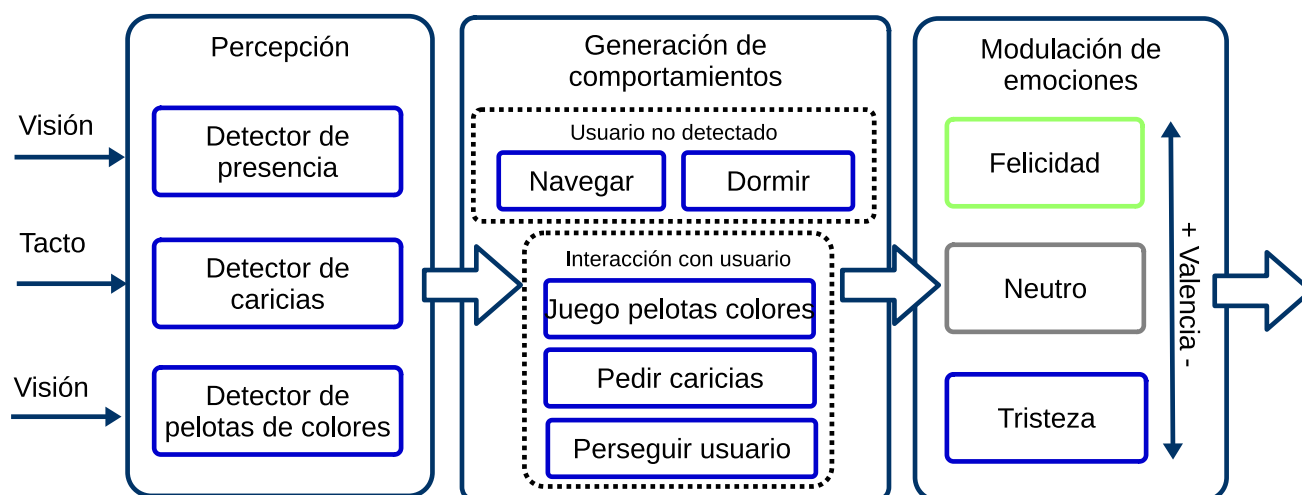 Percepción
Visión
Detector de
presencia
Tacto
Detector de
caricias
Visión
Detector de
pelotas de colores
Generación de
comportamientos
Usuario no detectado
Navegar
Dormir
Interacción con usuario
Juego pelotas colores
Pedir caricias
Perseguir usuario
Modulación de
emociones
Felicidad
Neutro
Tristeza
+ Valencia -